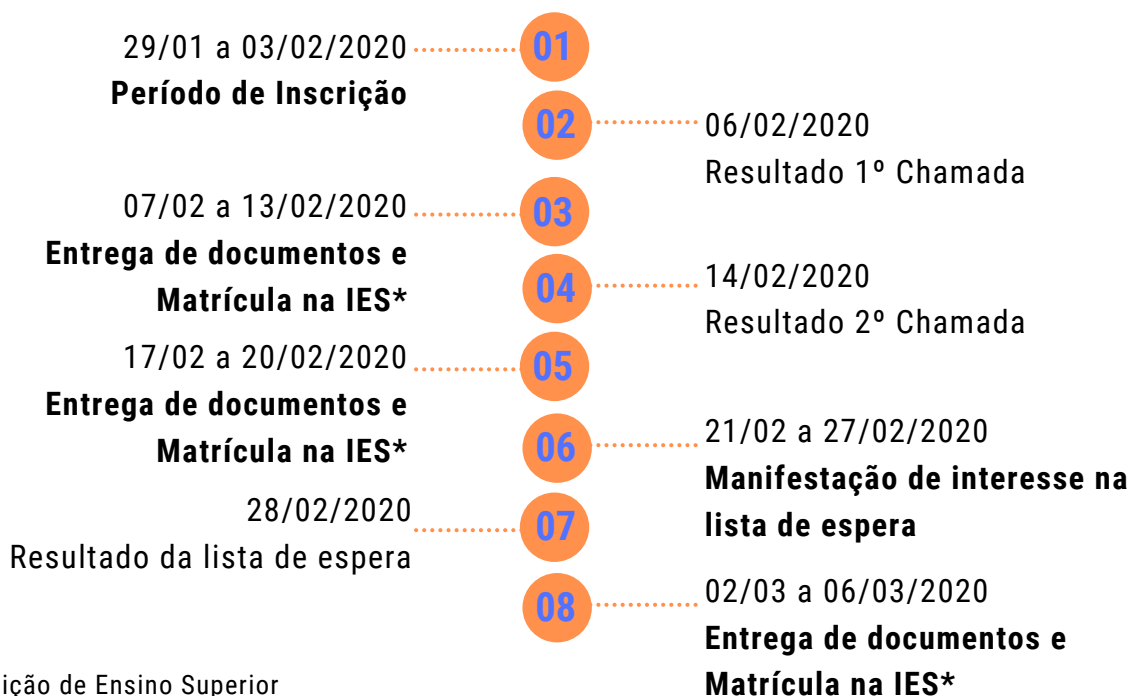 29/01 a 03/02/2020
Período de Inscrição
01
02
06/02/2020
Resultado 1º Chamada
07/02 a 13/02/2020
Entrega de documentos e
Matrícula na IES*
03
04
14/02/2020
Resultado 2º Chamada
17/02 a 20/02/2020
Entrega de documentos e
Matrícula na IES*
05
06
21/02 a 27/02/2020
Manifestação de interesse na
lista de espera
28/02/2020
Resultado da lista de espera
07
08
02/03 a 06/03/2020
Entrega de documentos e
Matrícula na IES*
ição de Ensino Superior